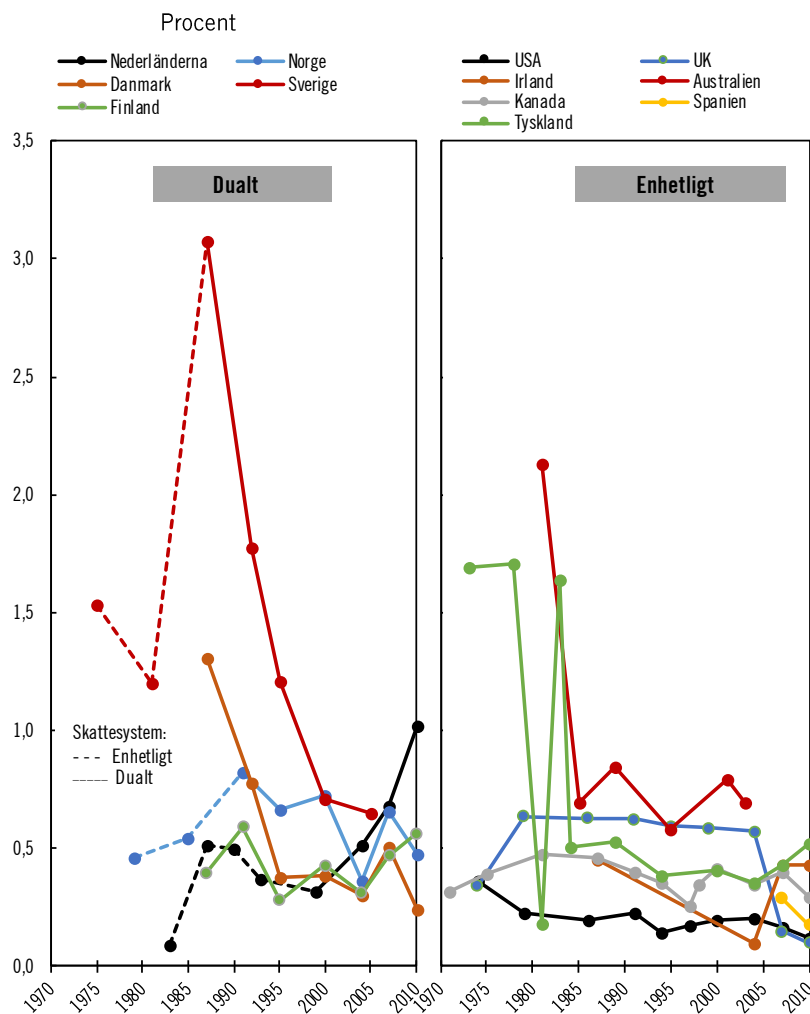 Procent
Nederländerna
Norge
Danmark
Sverige
Finland
USA
UK
Irland
Australien
Kanada
Spanien
Tyskland
3,5
3,0
2,5
2,0
1,5
1,0
0,5
0,0
Dualt
Enhetligt
Skattesystem:
Enhetligt
Dualt
1970 1975 1980 1985 1990 1995 2000 2005 2010
1970 1975 1980 1985 1990 1995 2000 2005 2010